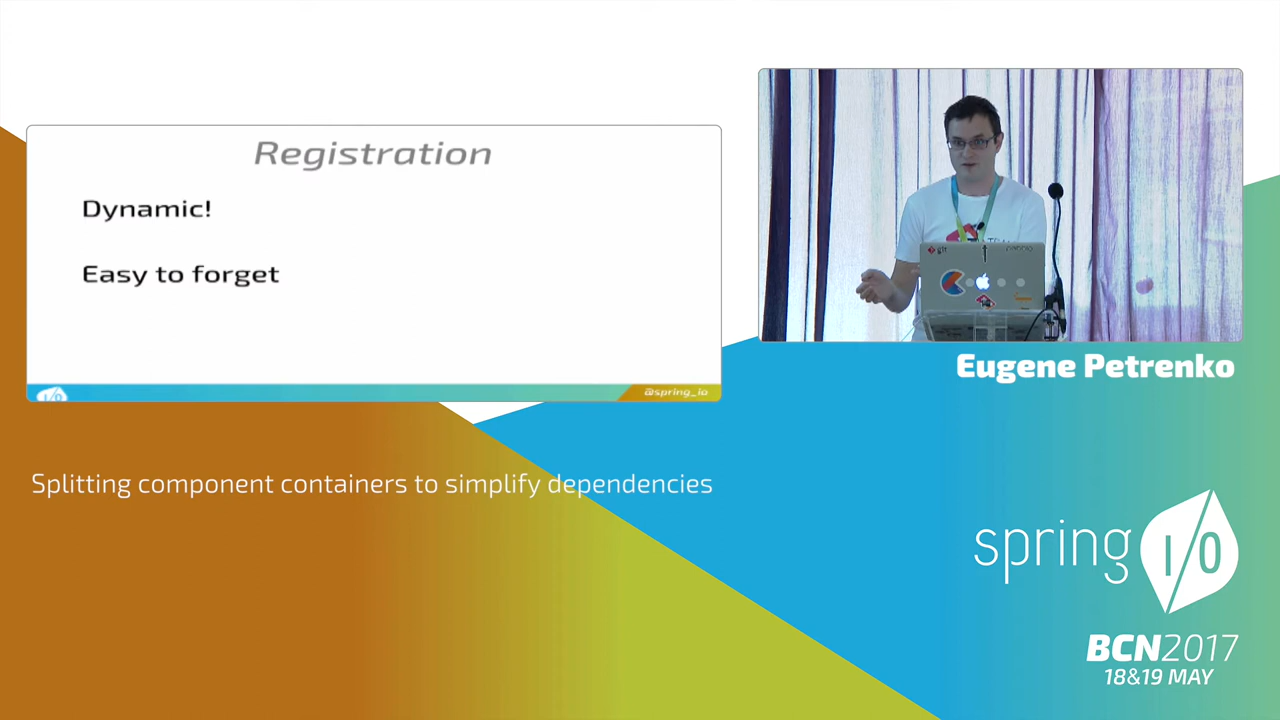 Registration
Dynamic!
Easy to forget
I/O
@spring_io
Eugene Petrenko
Splitting component containers to simplify dependencies
spring I/O
BCN2017
18&19 MAY